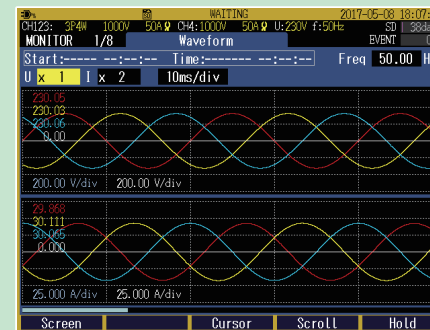 WAITING 2017-05-08 18:07:
CH123: 3P4W 1000V 50A CH4:1000V 50A U:230V f:50Hz SD
MONITOR 1/8 Waveform EVENT
Start:----- --:--:-- Time:------- --:--:-- Freq 50.00 H
U x 1 I x 2 10ms/div
230.05
230.03
230.06
0.00
200.00 V/div 200.00 V/div
29.868
30.111
30.065
0.000
25.000 A/div 25.000 A/div
Screen Cursor Scroll Hold